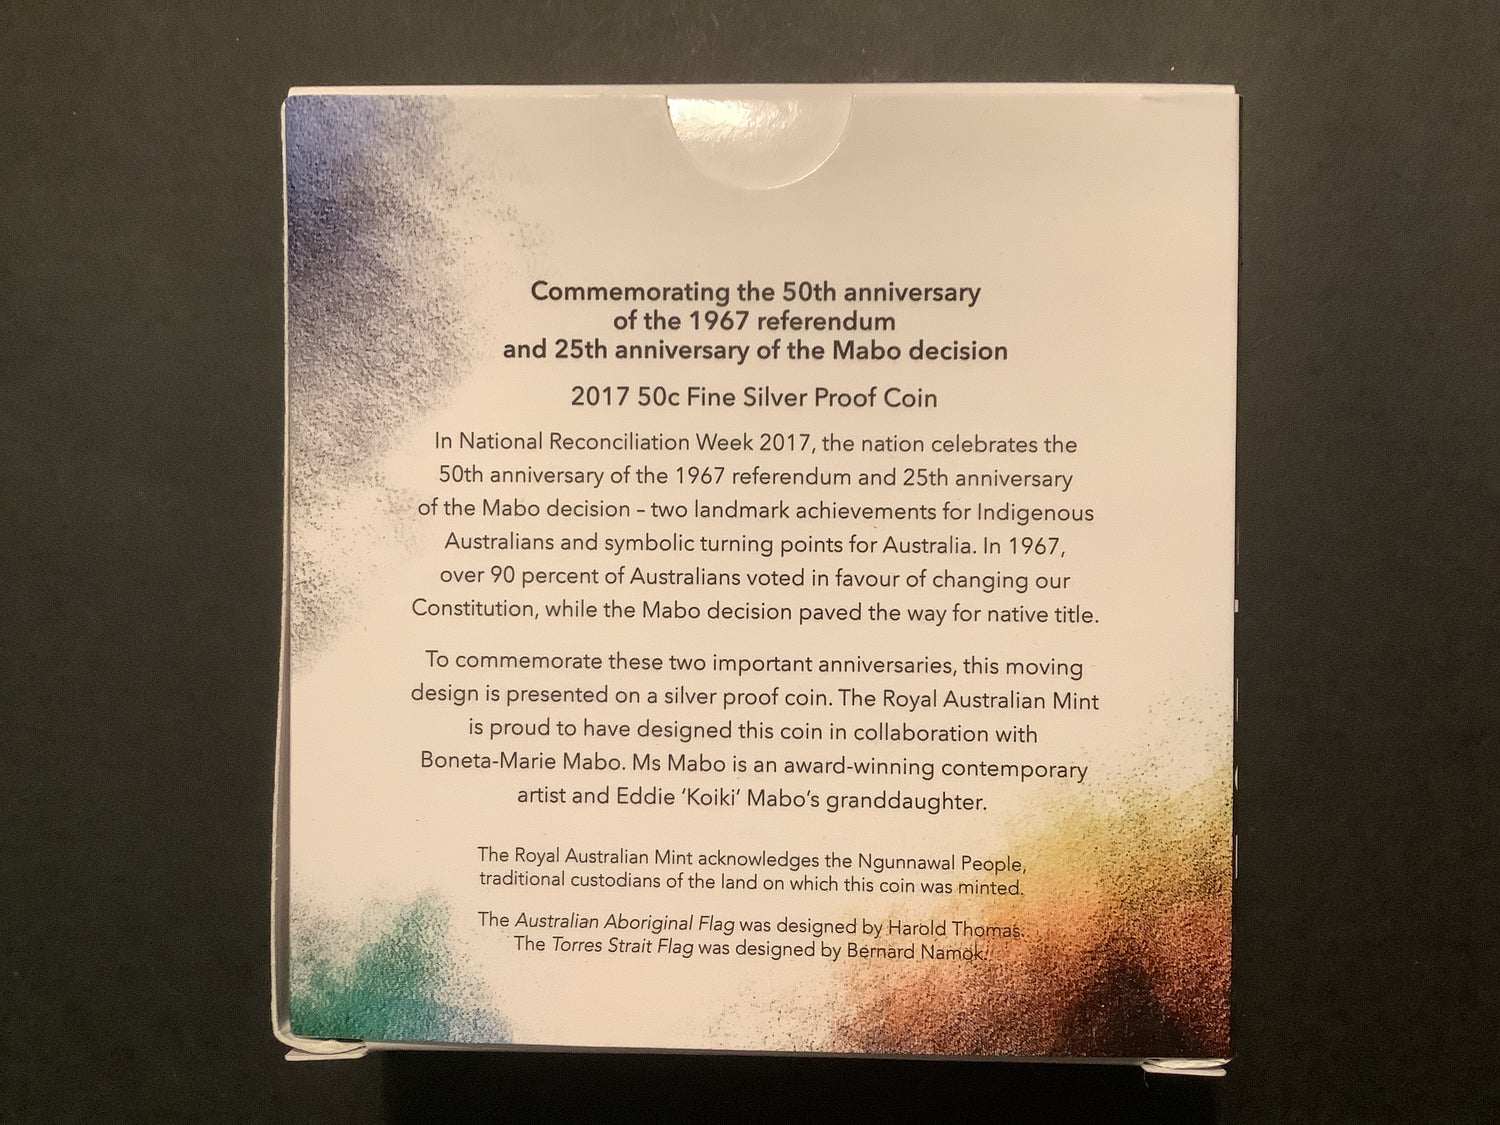 Commemorating the 50th anniversary
of the 1967 referendum
and 25th anniversary of the Mabo decision
2017 50c Fine Silver Proof Coin
In National Reconciliation Week 2017, the nation celebrates the
50th anniversary of the 1967 referendum and 25th anniversary
of the Mabo decision – two landmark achievements for Indigenous
Australians and symbolic turning points for Australia. In 1967,
over 90 percent of Australians voted in favour of changing our
Constitution, while the Mabo decision paved the way for native title.
To commemorate these two important anniversaries, this moving
design is presented on a silver proof coin. The Royal Australian Mint
is proud to have designed this coin in collaboration with
Boneta-Marie Mabo. Ms Mabo is an award-winning contemporary
artist and Eddie ‘Koiki’ Mabo’s granddaughter.
The Royal Australian Mint acknowledges the Ngunnawal People,
traditional custodians of the land on which this coin was minted.
The Australian Aboriginal Flag was designed by Harold Thomas.
The Torres Strait Flag was designed by Bernard Namok.